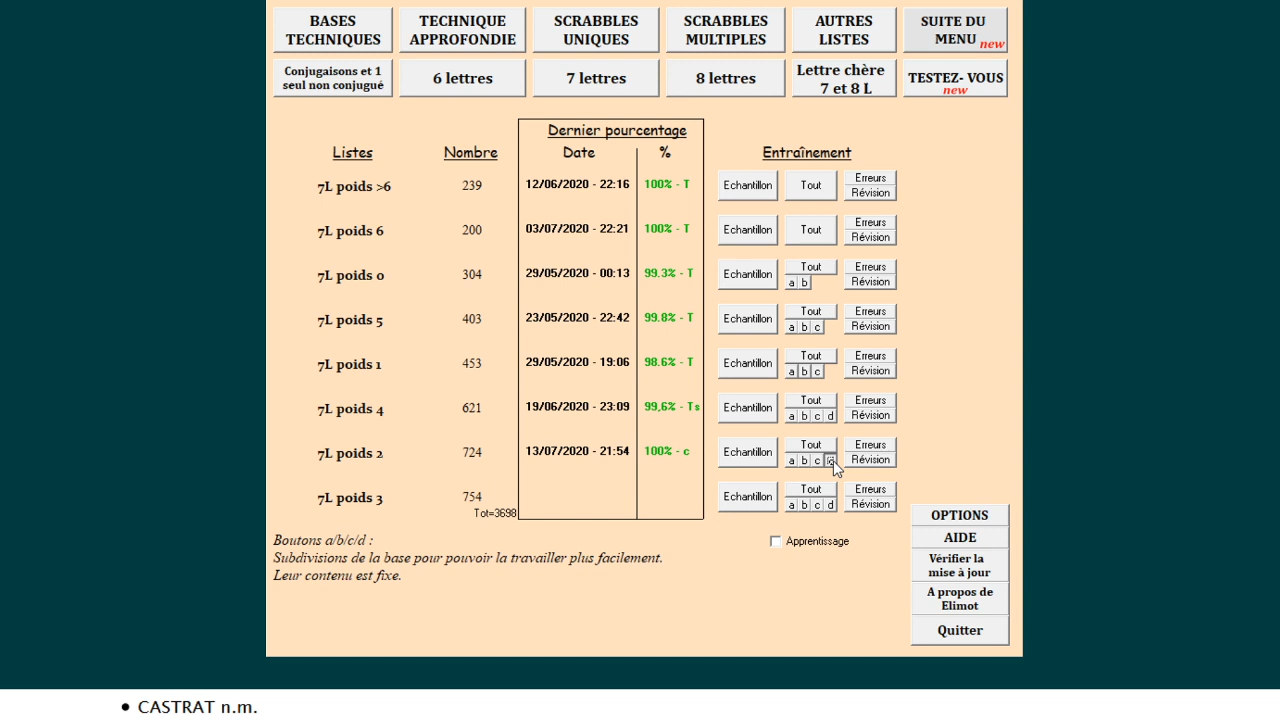 BASES TECHNIQUES
TECHNIQUE APPROFONDIE
SCRABBLES UNIQUES
SCRABBLES MULTIPLES
AUTRES LISTES
SUITE DU MENU new
Conjugaisons et 1 seul non conjugué
6 lettres
7 lettres
8 lettres
Lettre chère 7 et 8 L
TESTEZ- VOUS new
Dernier pourcentage
Listes Nombre Date % Entraînement
7L poids >6 239 12/06/2020 - 22:16 100% - T Echantillon Tout Erreurs Révision
7L poids 6 200 03/07/2020 - 22:21 100% - T Echantillon Tout Erreurs Révision
7L poids 0 304 29/05/2020 - 00:13 99.3% - T Echantillon Tout a b Erreurs Révision
7L poids 5 403 23/05/2020 - 22:42 99.8% - T Echantillon Tout a b c Erreurs Révision
7L poids 1 453 29/05/2020 - 19:06 98.6% - T Echantillon Tout a b c Erreurs Révision
7L poids 4 621 19/06/2020 - 23:09 99,6% - Ts Echantillon Tout a b c d Erreurs Révision
7L poids 2 724 13/07/2020 - 21:54 100% - c Echantillon Tout a b c Erreurs Révision
7L poids 3 754 Echantillon Tout a b c d Erreurs Révision
Tot=3698
Boutons a/b/c/d :
Subdivisions de la base pour pouvoir la travailler plus facilement.
Leur contenu est fixe.
Apprentissage
OPTIONS
AIDE
Vérifier la mise à jour
A propos de Elimot
Quitter
• CASTRAT n.m.